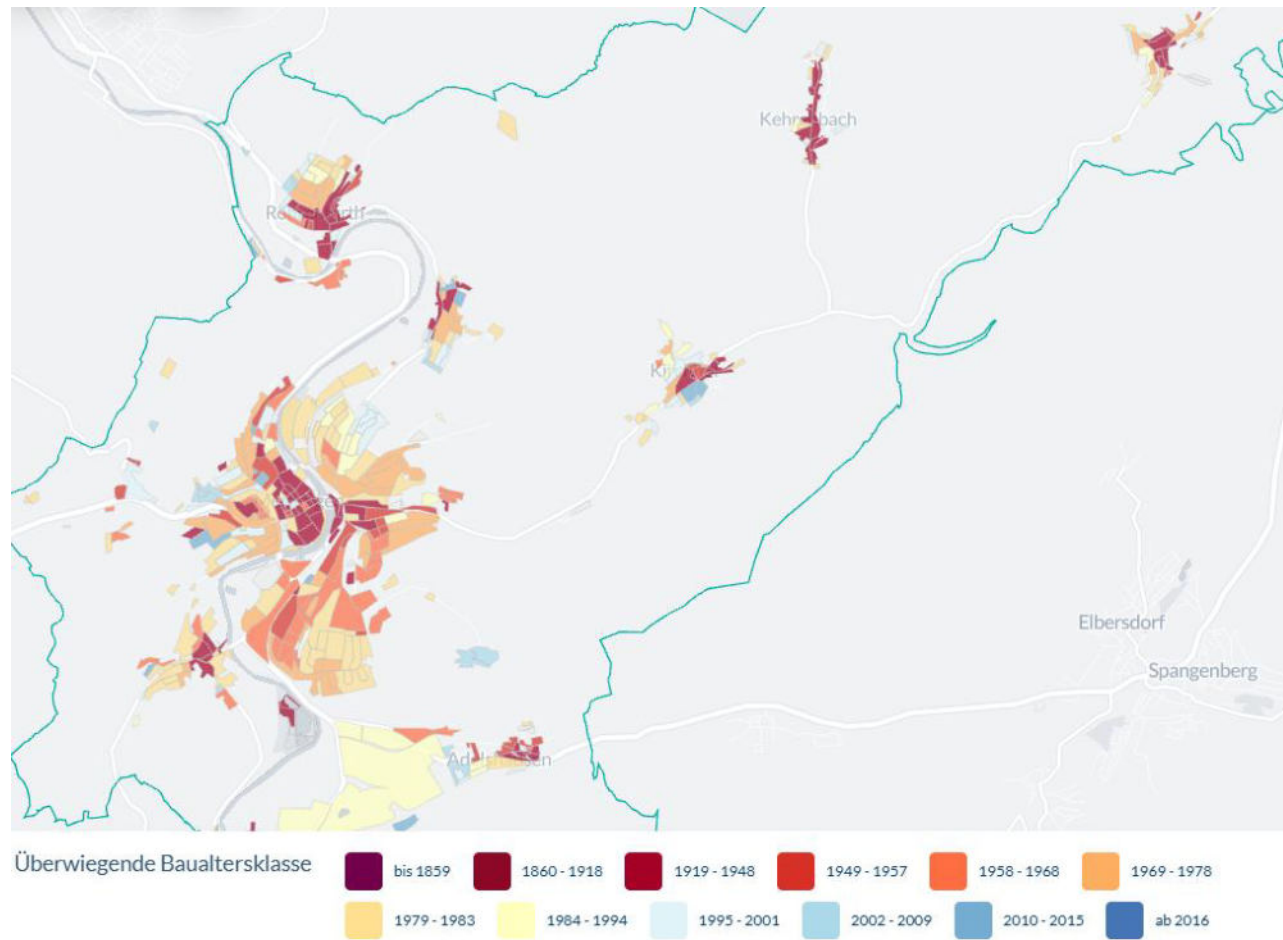 Elbersdorf
Spangenberg
Überwiegende Baualtersklasse
bis 1859
1860 - 1918
1919 - 1948
1949 - 1957
1958 - 1968
1969 - 1978
1979 - 1983
1984 - 1994
1995 - 2001
2002 - 2009
2010 - 2015
ab 2016